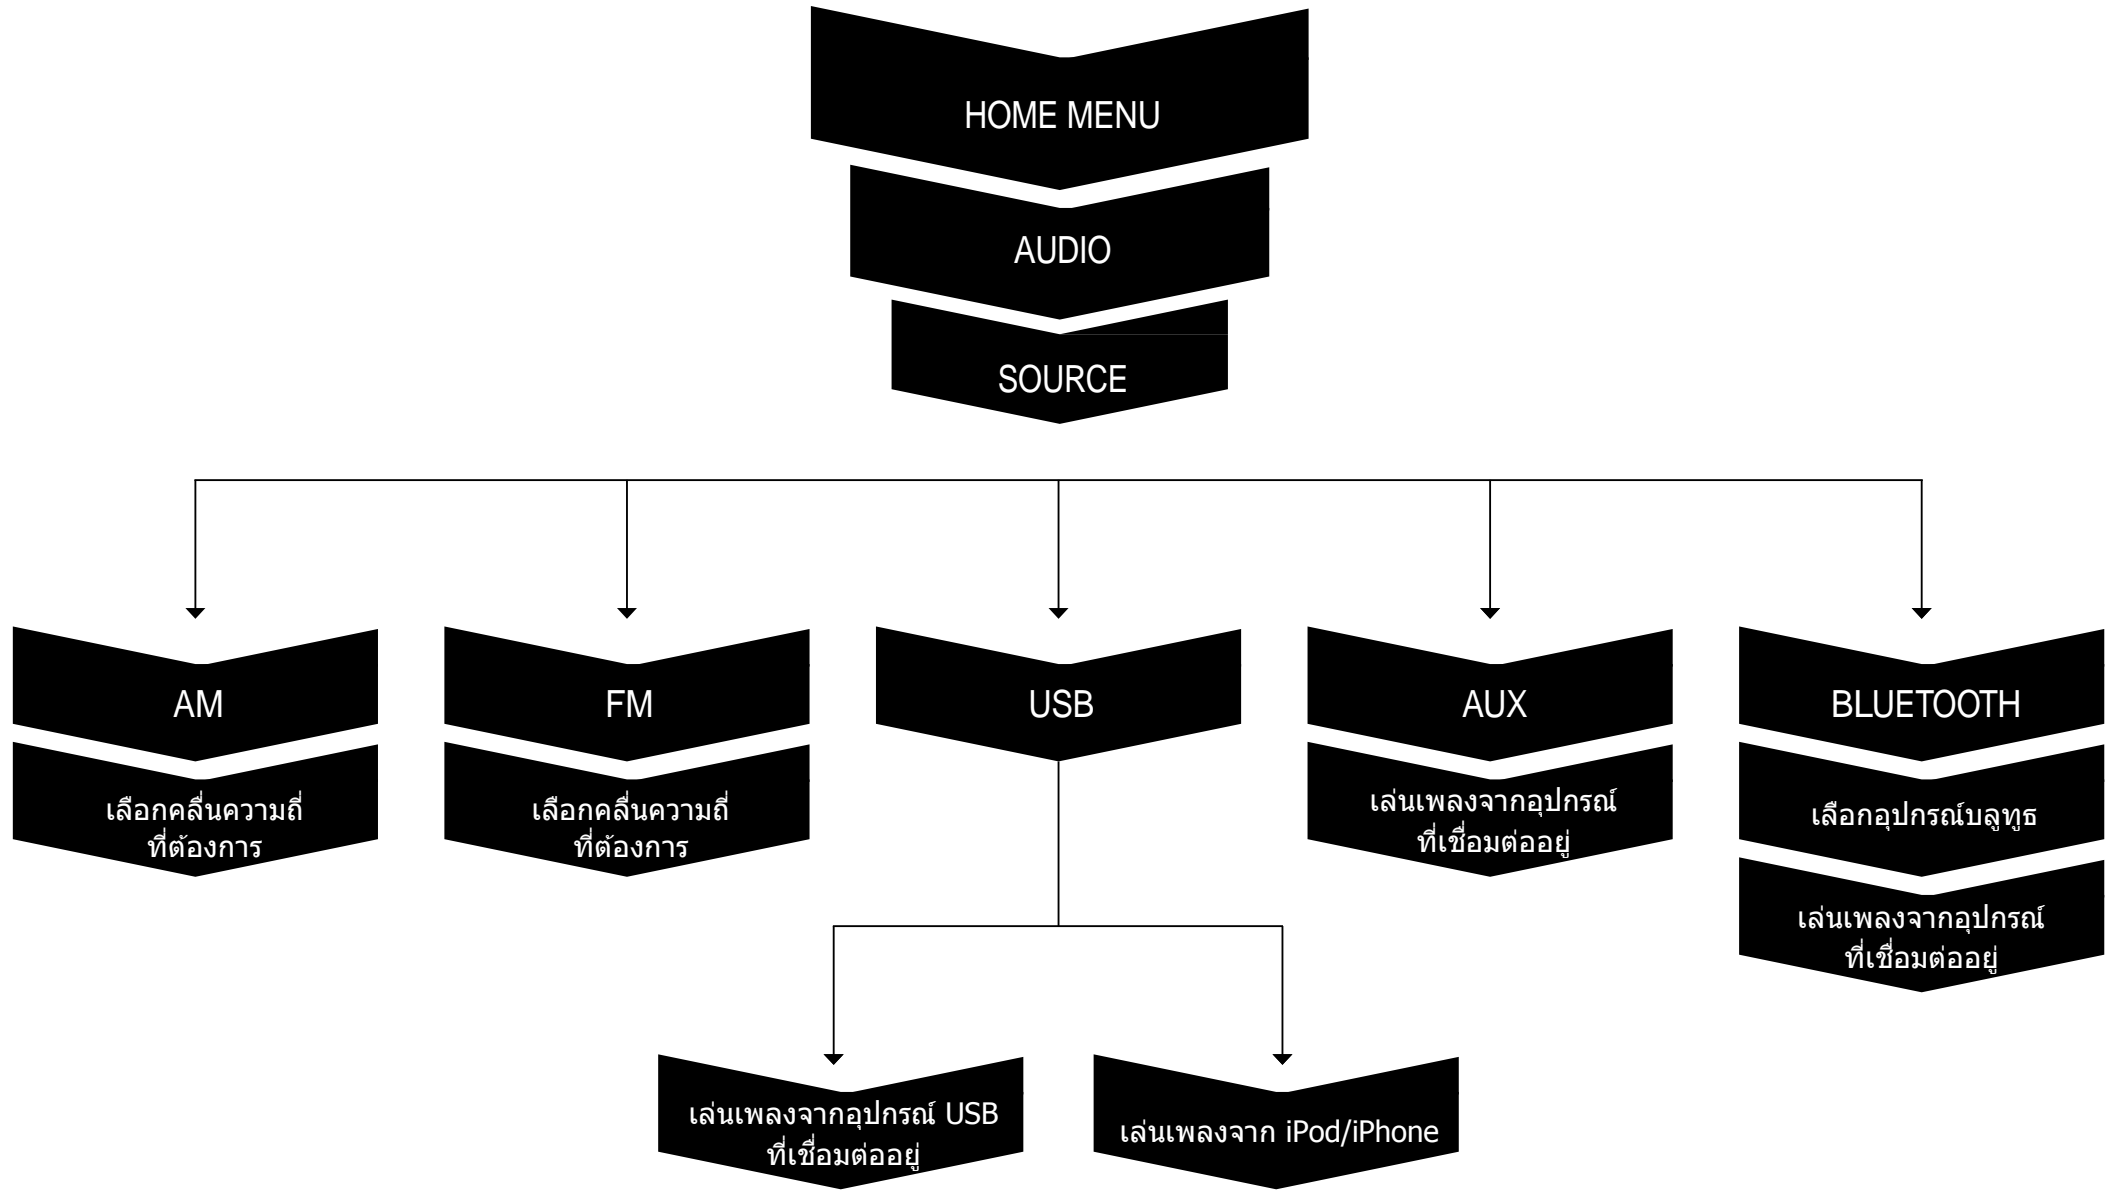 HOME MENU
AUDIO
SOURCE
AM
FM
USB
AUX
BLUETOOTH
เลือกคลื่นความถี่
ที่ต้องการ
เลือกคลื่นความถี่
ที่ต้องการ
เล่นเพลงจากอุปกรณ์
ที่เชื่อมต่ออยู่
เลือกอุปกรณ์บลูทูธ
เล่นเพลงจากอุปกรณ์
ที่เชื่อมต่ออยู่
เล่นเพลงจากอุปกรณ์ USB
ที่เชื่อมต่ออยู่
เล่นเพลงจาก iPod/iPhone